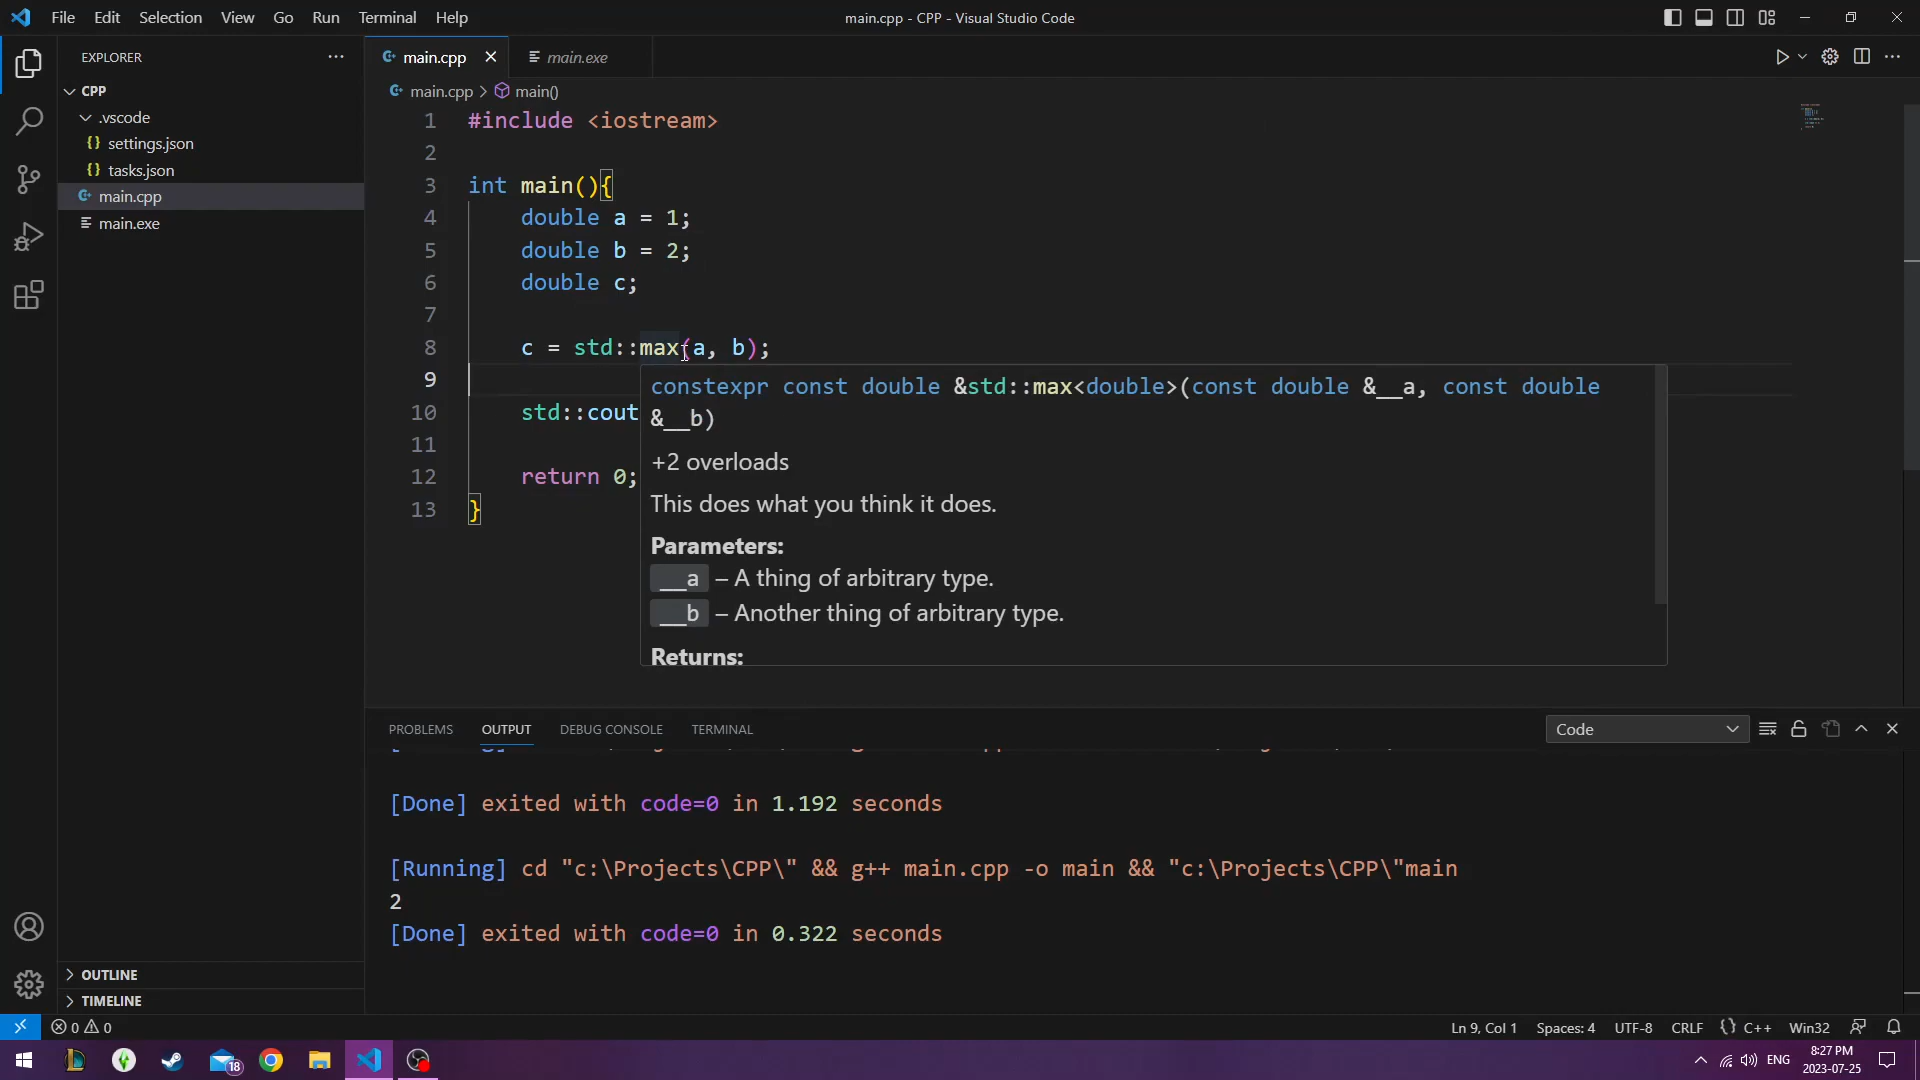 File Edit Selection View Go Run Terminal Help
main.cpp - CPP - Visual Studio Code
EXPLORER
CPP
.vscode
settings.json
tasks.json
main.cpp
main.exe
OUTLINE
TIMELINE
main.cpp
main.exe
main.cpp > main()
1 #include <iostream>
2
3 int main(){
4 double a = 1;
5 double b = 2;
6 double c;
7
8 c = std::max(a, b);
9
10 std::cout
11
12 return 0;
13 }
constexpr const double &std::max<double>(const double &__a, const double
&__b)
+2 overloads
This does what you think it does.
Parameters:
__a – A thing of arbitrary type.
__b – Another thing of arbitrary type.
Returns:
PROBLEMS OUTPUT DEBUG CONSOLE TERMINAL
Code
[Done] exited with code=0 in 1.192 seconds
[Running] cd "c:\Projects\CPP\" && g++ main.cpp -o main && "c:\Projects\CPP\"main
2
[Done] exited with code=0 in 0.322 seconds
0 0
Ln 9, Col 1 Spaces: 4 UTF-8 CRLF {} C++ Win32
18
ENG
8:27 PM
2023-07-25